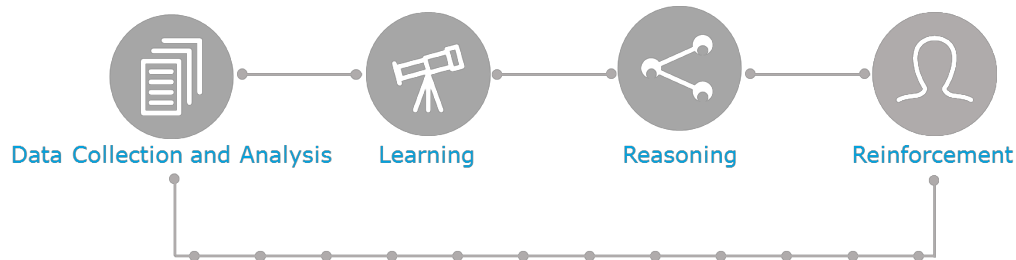 Data Collection and Analysis
Learning
Reasoning
Reinforcement